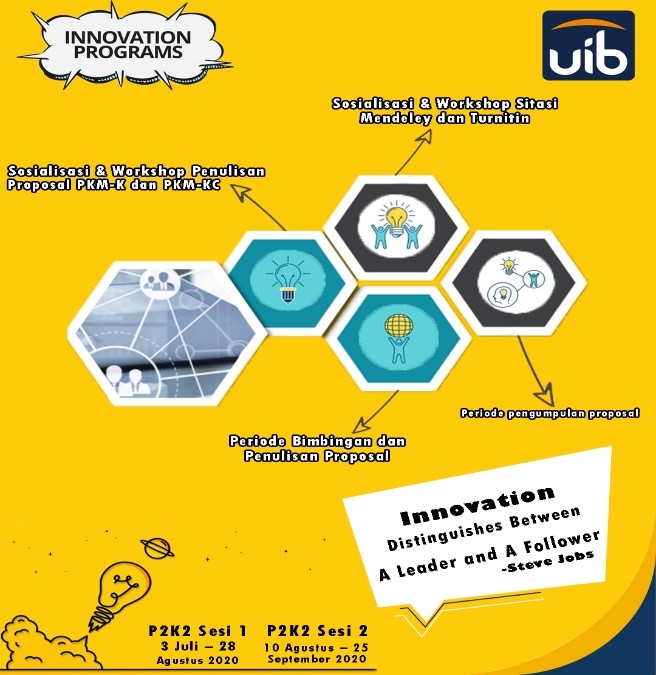 INNOVATION
PROGRAMS
uib
Sosialisasi & Workshop Sitasi
Mendeley dan Turnitin
Sosialisasi & Workshop Penulisan
Proposal PKM-K dan PKM-KC
Periode pengumpulan proposal
Periode Bimbingan dan
Penulisan Proposal
Innovation
Distinguishes Between
A Leader and A Follower
-Steve Jobs
P2K2 Sesi 1
3 Juli – 28
Agustus 2020
P2K2 Sesi 2
10 Agustus – 25
September 2020